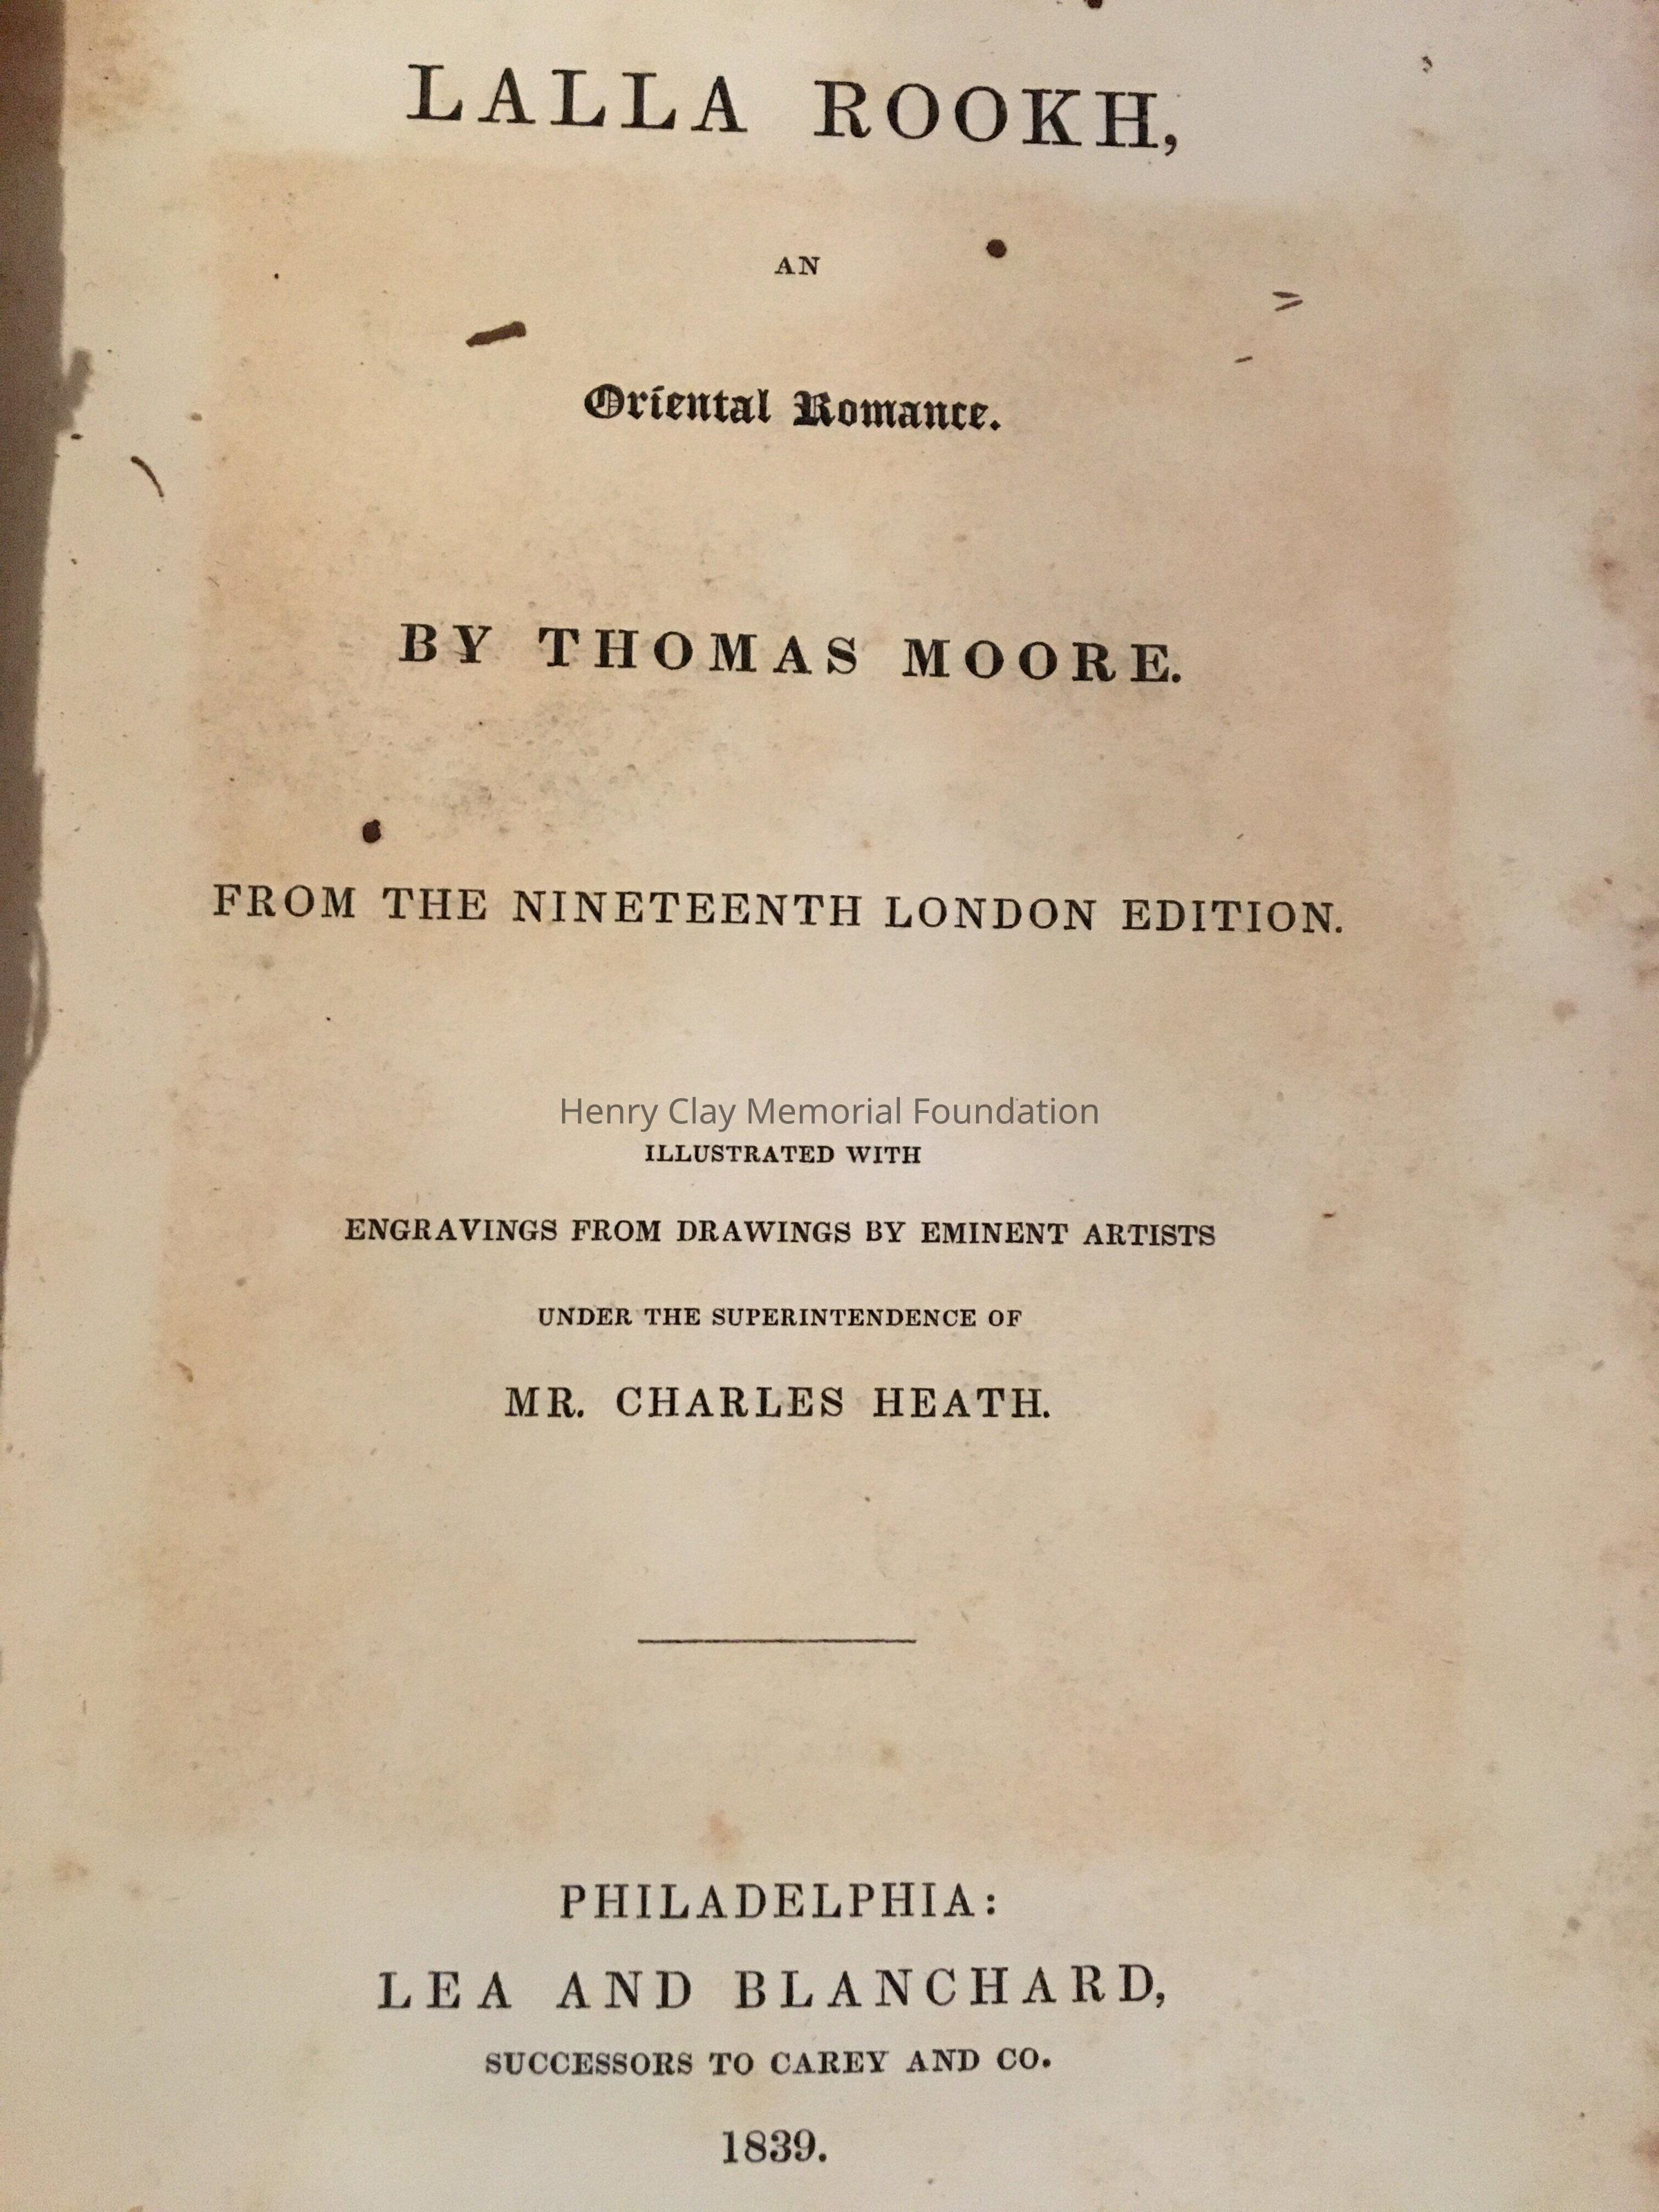 LALLA ROOKH,
AN
Oriental Romance.
BY THOMAS MOORE.
FROM THE NINETEENTH LONDON EDITION.
Henry Clay Memorial Foundation
ILLUSTRATED WITH
ENGRAVINGS FROM DRAWINGS BY EMINENT ARTISTS
UNDER THE SUPERINTENDENCE OF
MR. CHARLES HEATH.
PHILADELPHIA:
LEA AND BLANCHARD,
SUCCESSORS TO CAREY AND CO.
1839.